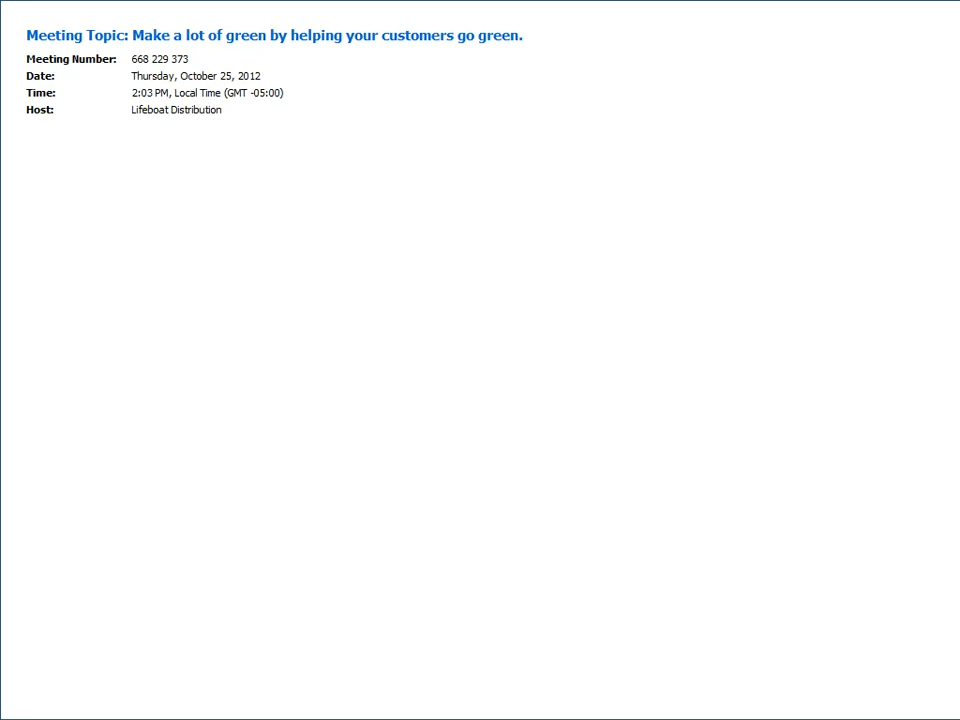 Meeting Topic: Make a lot of green by helping your customers go green.
Meeting Number: 668 229 373
Date: Thursday, October 25, 2012
Time: 2:03 PM, Local Time (GMT -05:00)
Host: Lifeboat Distribution